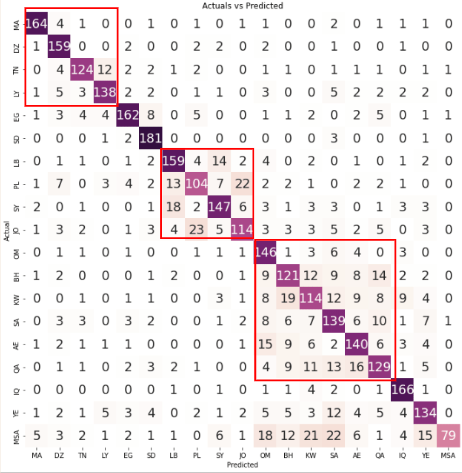 Actuals vs Predicted
Actual
MA 164 4 1 0 0 1 0 1 0 1 0 0 0 2 0 1 1 0 0
DZ 1 159 0 0 2 0 2 2 0 2 0 0 0 1 0 0 1 0 0
TN 0 4 124 12 2 2 1 2 0 0 1 1 0 1 1 0 1 1 0
LY 1 5 3 138 2 2 0 1 1 0 3 0 0 5 2 2 2 2 0
EG 1 3 4 4 162 8 0 5 0 0 1 1 2 0 2 5 0 1 1
SD 0 0 0 1 2 181 0 0 0 0 0 0 0 3 0 0 0 1 0
LB 0 1 1 0 1 2 159 4 14 2 4 0 2 0 1 0 1 2 0
PL 1 7 0 3 4 2 13 104 7 22 2 2 1 0 2 2 1 0 0
SY 2 0 1 0 0 1 18 2 147 6 3 1 3 3 0 1 3 3 0
JO 1 3 2 0 1 3 4 23 5 114 3 3 3 5 2 5 0 3 0
OM 0 1 1 0 1 0 0 1 1 1 146 1 3 6 4 0 3 0 0
BH 1 2 0 0 0 1 2 0 0 1 9 121 12 9 8 14 2 2 0
KW 0 0 1 0 1 1 0 0 3 1 8 19 114 12 9 8 9 4 0
SA 0 3 3 0 3 2 0 0 2 0 8 6 7 139 6 10 1 7 1
AE 1 2 1 1 1 0 0 0 0 2 15 9 6 2 140 6 3 4 0
QA 0 1 1 0 2 3 2 1 0 0 4 9 11 13 16 129 1 5 0
IQ 0 0 0 0 0 0 1 0 1 0 1 1 4 2 0 1 166 1 0
YE 1 2 1 5 3 4 0 2 1 2 5 5 3 12 4 5 4 134 0
MSA 5 3 2 1 2 1 1 0 6 1 18 12 21 22 6 1 4 15 79
MA DZ TN LY EG SD LB PL SY JO OM BH KW SA AE QA IQ YE MSA
Predicted